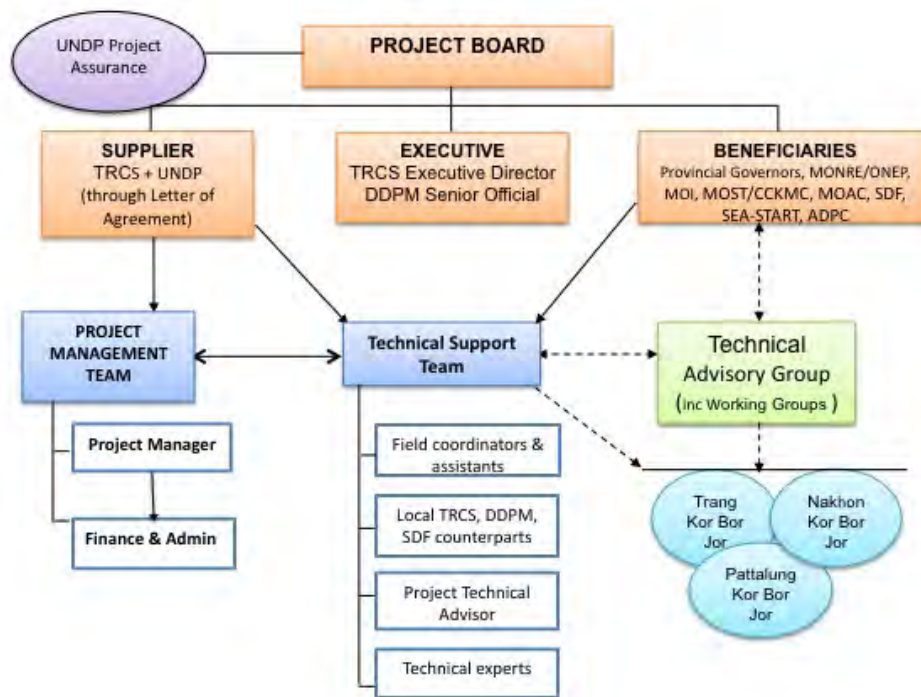 UNDP Project
Assurance
PROJECT BOARD
SUPPLIER
TRCS + UNDP
(through Letter of
Agreement)
EXECUTIVE
TRCS Executive Director
DDPM Senior Official
BENEFICIARIES
Provincial Governors, MONRE/ONEP,
MOI, MOST/CCKMC, MOAC, SDF,
SEA-START, ADPC
PROJECT
MANAGEMENT
TEAM
Technical Support
Team
Technical
Advisory Group
(Inc Working Groups )
Project Manager
Finance & Admin
Field coordinators &
assistants
Local TRCS, DDPM,
SDF counterparts
Project Technical
Advisor
Technical experts
Trang
Kor Bor
Jor
Nakhon
Kor Bor
Jor
Pattalung
Kor Bor
Jor